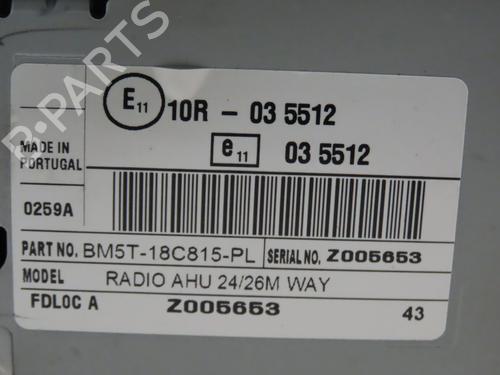 B-PARTS
E11 10R - 03 5512
MADE IN PORTUGAL
e11 03 5512
0259A
PART NO. BM5T-18C815-PL SERIAL NO. Z005653
MODEL RADIO AHU 24/26M WAY
FDL0C A Z005653 43